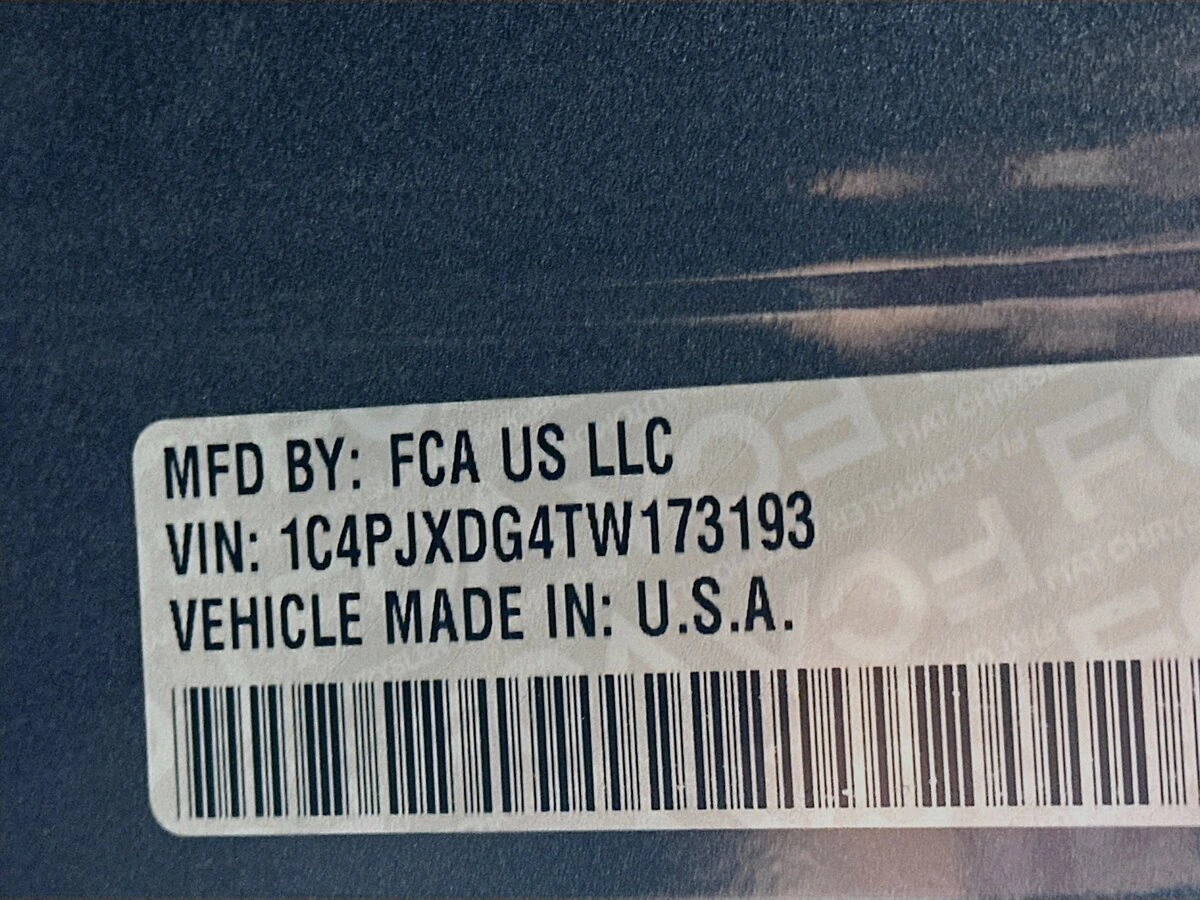 MFD BY: FCA US LLC
VIN: 1C4PJXDG4TW173193
VEHICLE MADE IN: U.S.A.